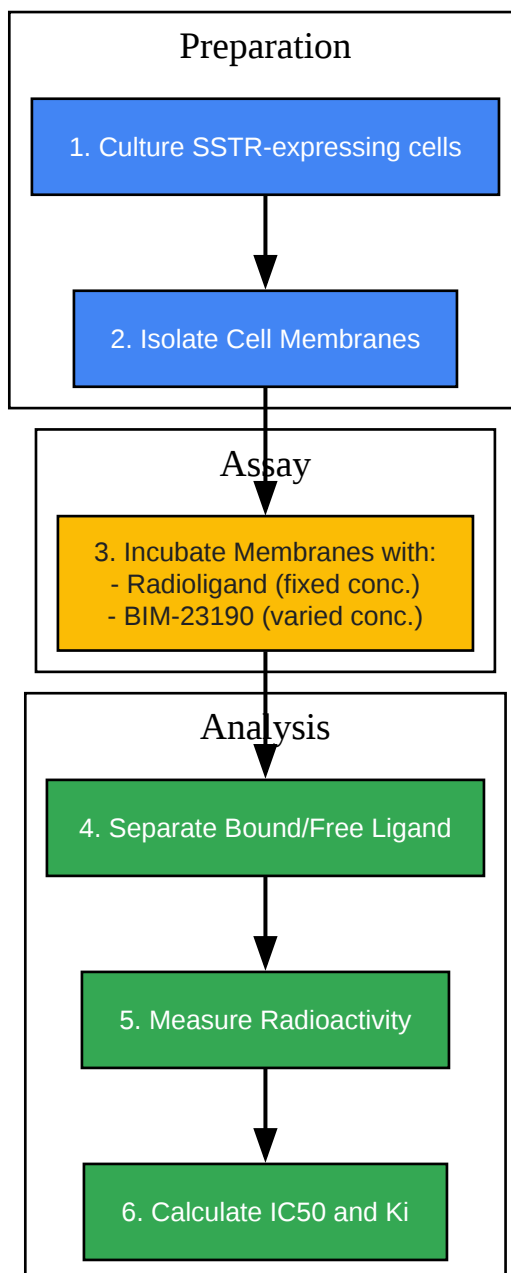 Preparation
1. Culture SSTR-expressing cells
2. Isolate Cell Membranes
Assay
3. Incubate Membranes with:
- Radioligand (fixed conc.)
- BIM-23190 (varied conc.)
Analysis
4. Separate Bound/Free Ligand
5. Measure Radioactivity
6. Calculate IC50 and Ki